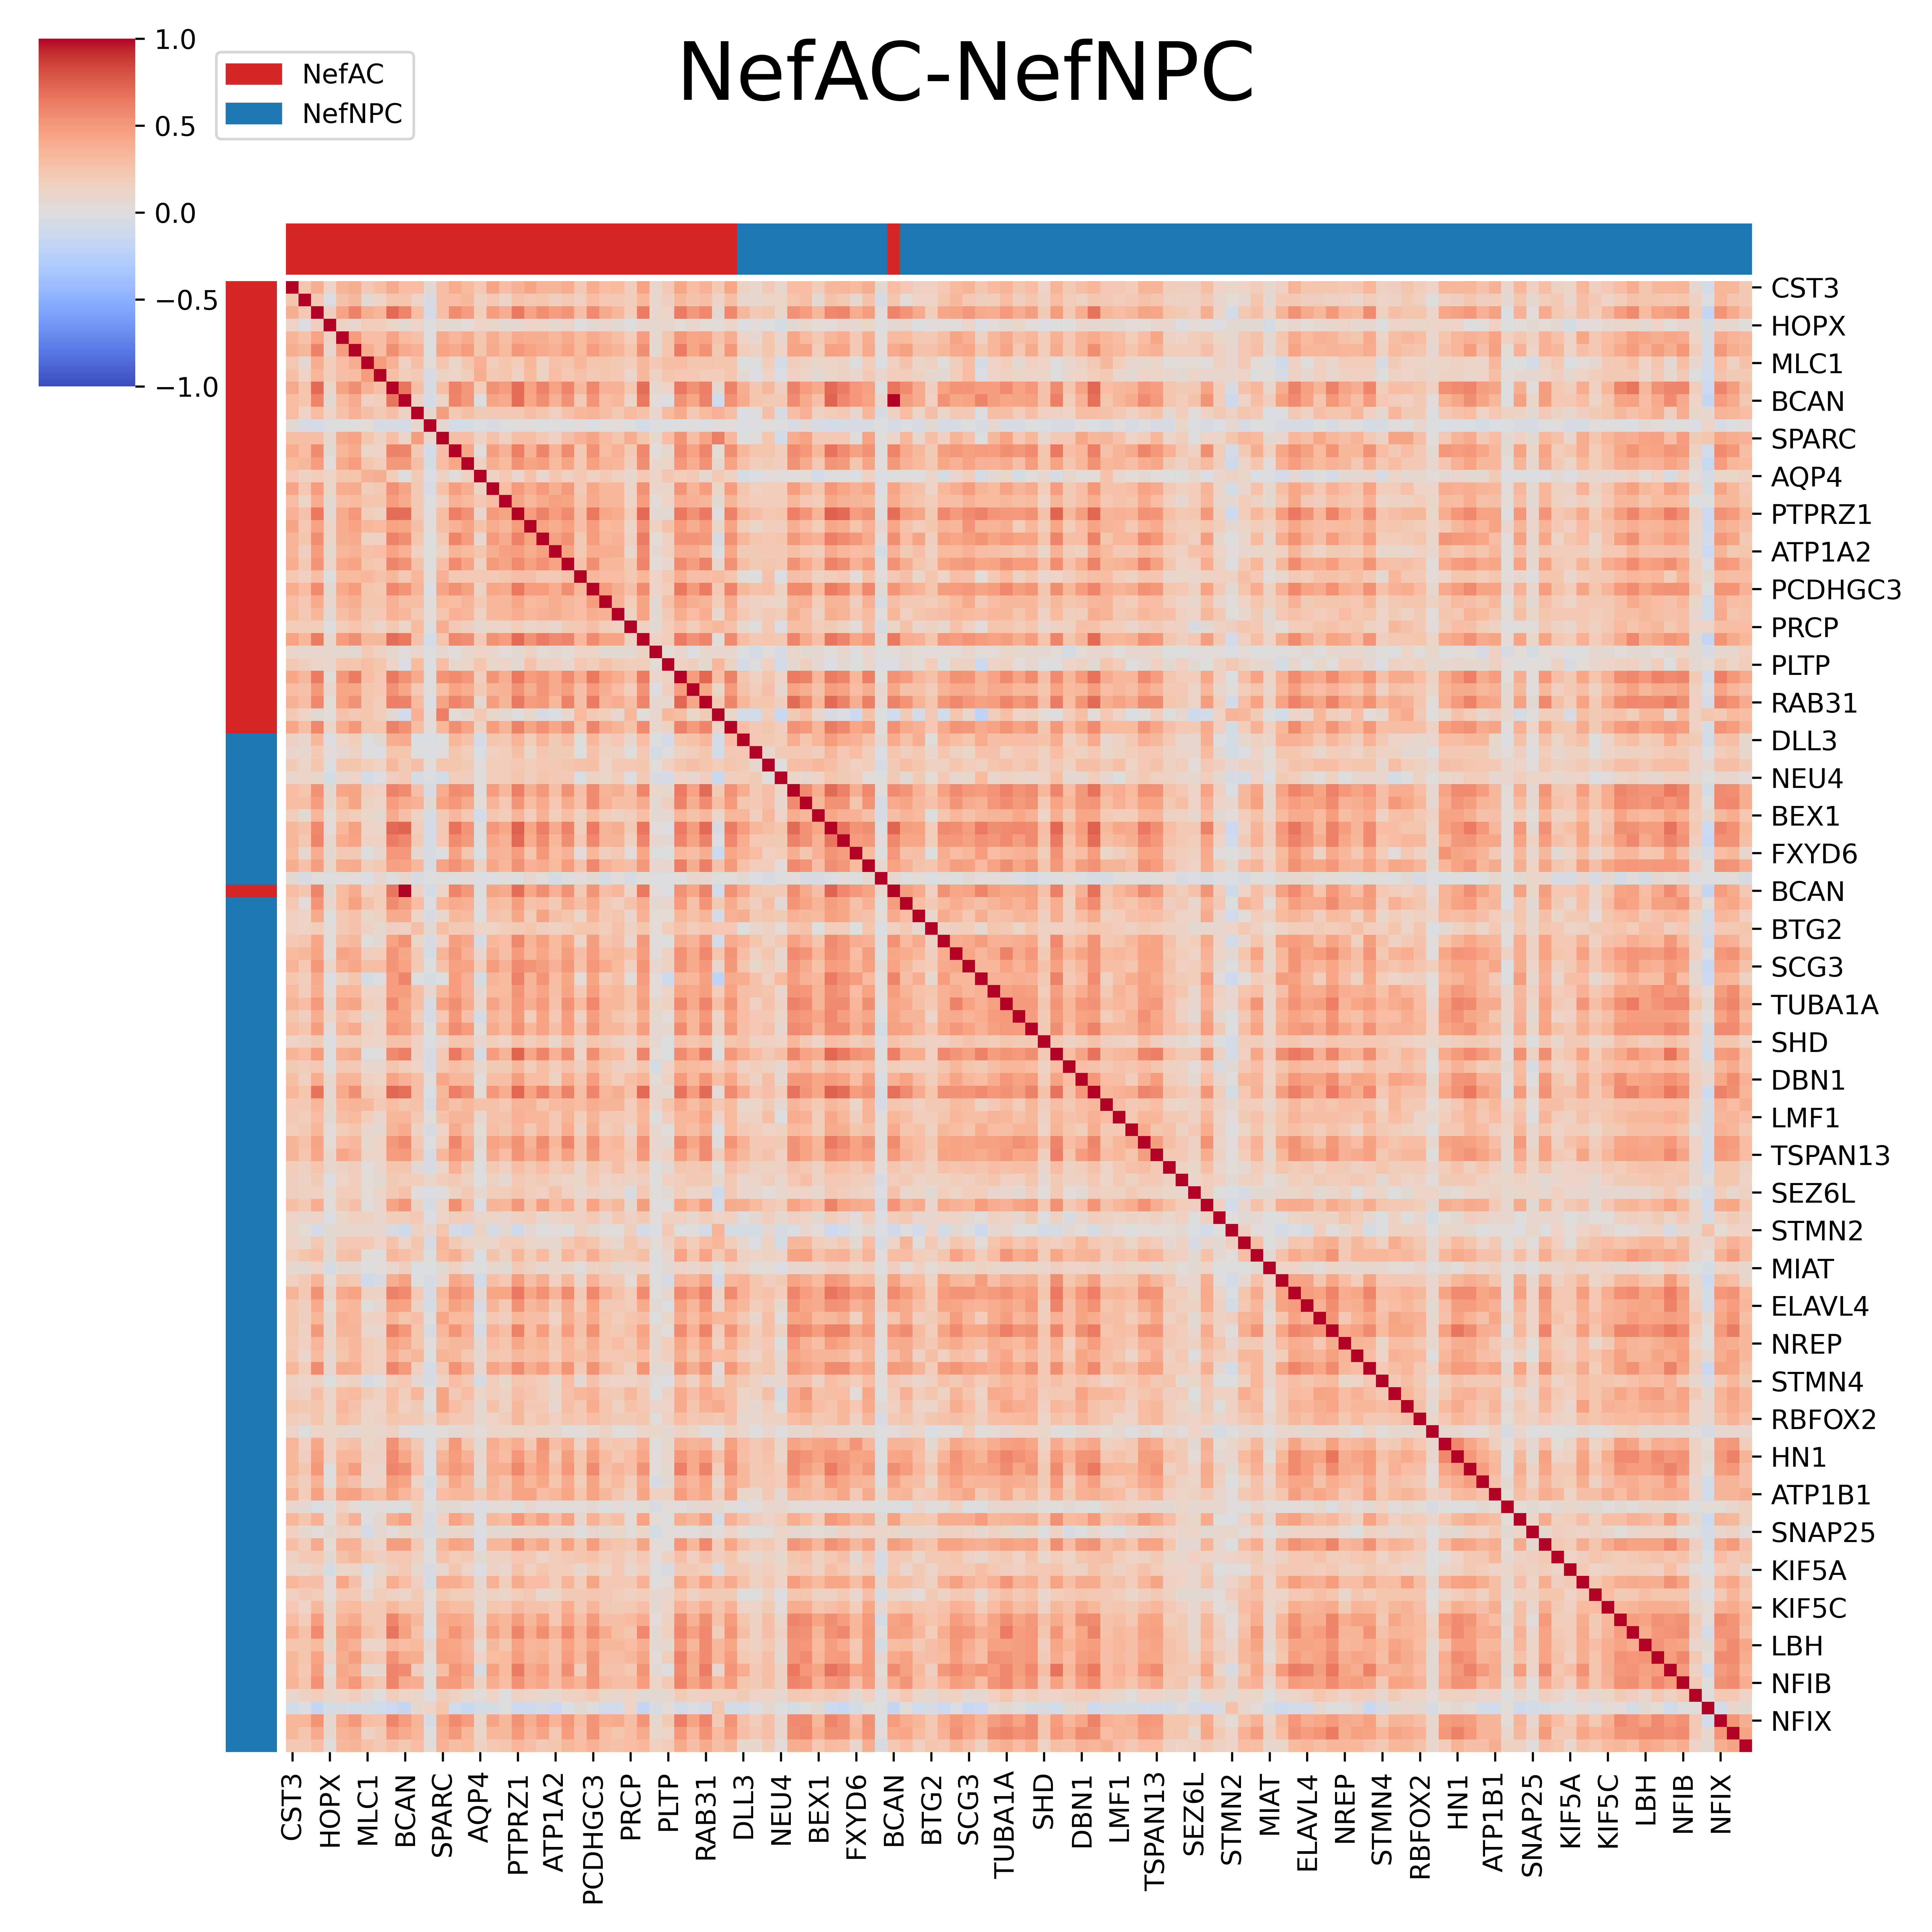 NefAC-NefNPC
1.0
0.5
0.0
−0.5
−1.0
NefAC
NefNPC
CST3
HOPX
MLC1
BCAN
SPARC
AQP4
PTPRZ1
ATP1A2
PCDHGC3
PRCP
PLTP
RAB31
DLL3
NEU4
BEX1
FXYD6
BCAN
BTG2
SCG3
TUBA1A
SHD
DBN1
LMF1
TSPAN13
SEZ6L
STMN2
MIAT
ELAVL4
NREP
STMN4
RBFOX2
HN1
ATP1B1
SNAP25
KIF5A
KIF5C
LBH
NFIB
NFIX
CST3
HOPX
MLC1
BCAN
SPARC
AQP4
PTPRZ1
ATP1A2
PCDHGC3
PRCP
PLTP
RAB31
DLL3
NEU4
BEX1
FXYD6
BCAN
BTG2
SCG3
TUBA1A
SHD
DBN1
LMF1
TSPAN13
SEZ6L
STMN2
MIAT
ELAVL4
NREP
STMN4
RBFOX2
HN1
ATP1B1
SNAP25
KIF5A
KIF5C
LBH
NFIB
NFIX